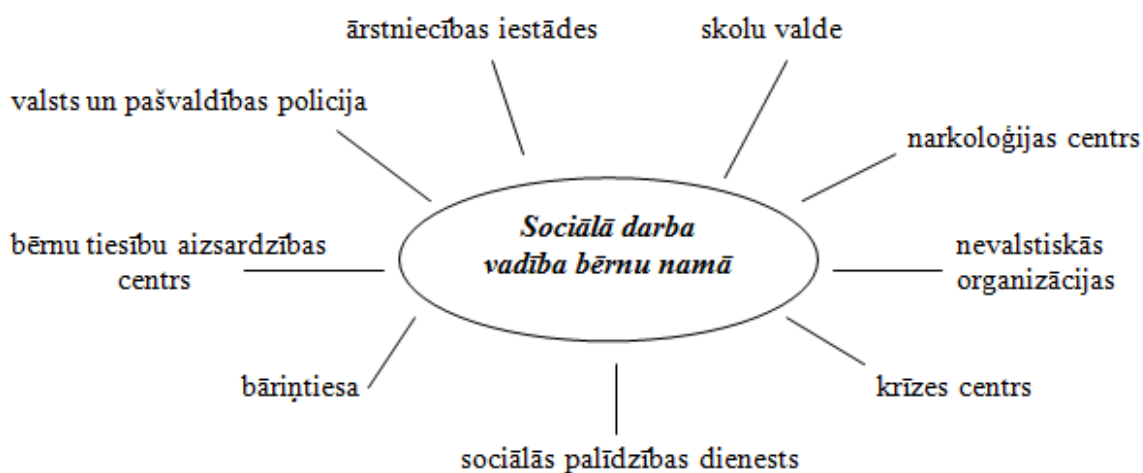 ārstniecības iestādes
skolu valde
valsts un pašvaldības policija
narkoloģijas centrs
Sociālā darba
vadība bērnu namā
bērnu tiesību aizsardzības
centrs
nevalstiskās
organizācijas
bāriņtiesa
krīzes centrs
sociālās palīdzības dienests